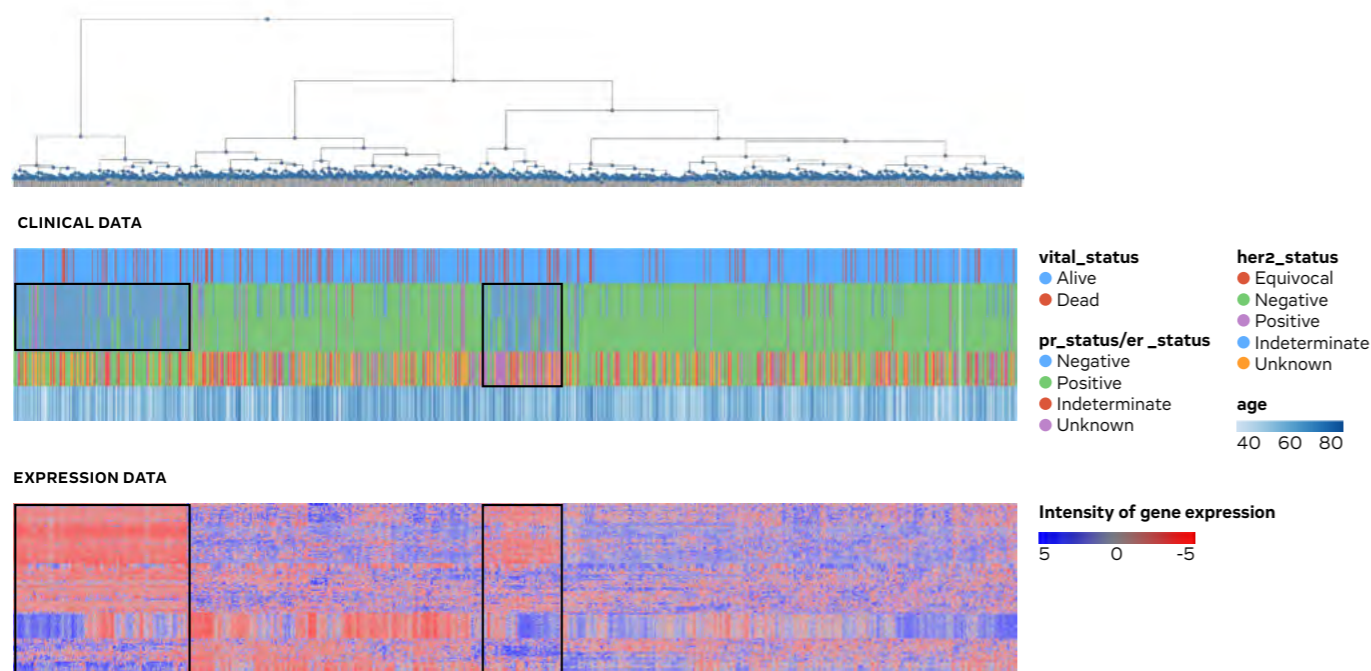 CLINICAL DATA
vital_status
Alive
Dead
pr_status/er _status
Negative
Positive
Indeterminate
Unknown
her2_status
Equivocal
Negative
Positive
Indeterminate
Unknown
age
40 60 80
EXPRESSION DATA
Intensity of gene expression
5 0 -5